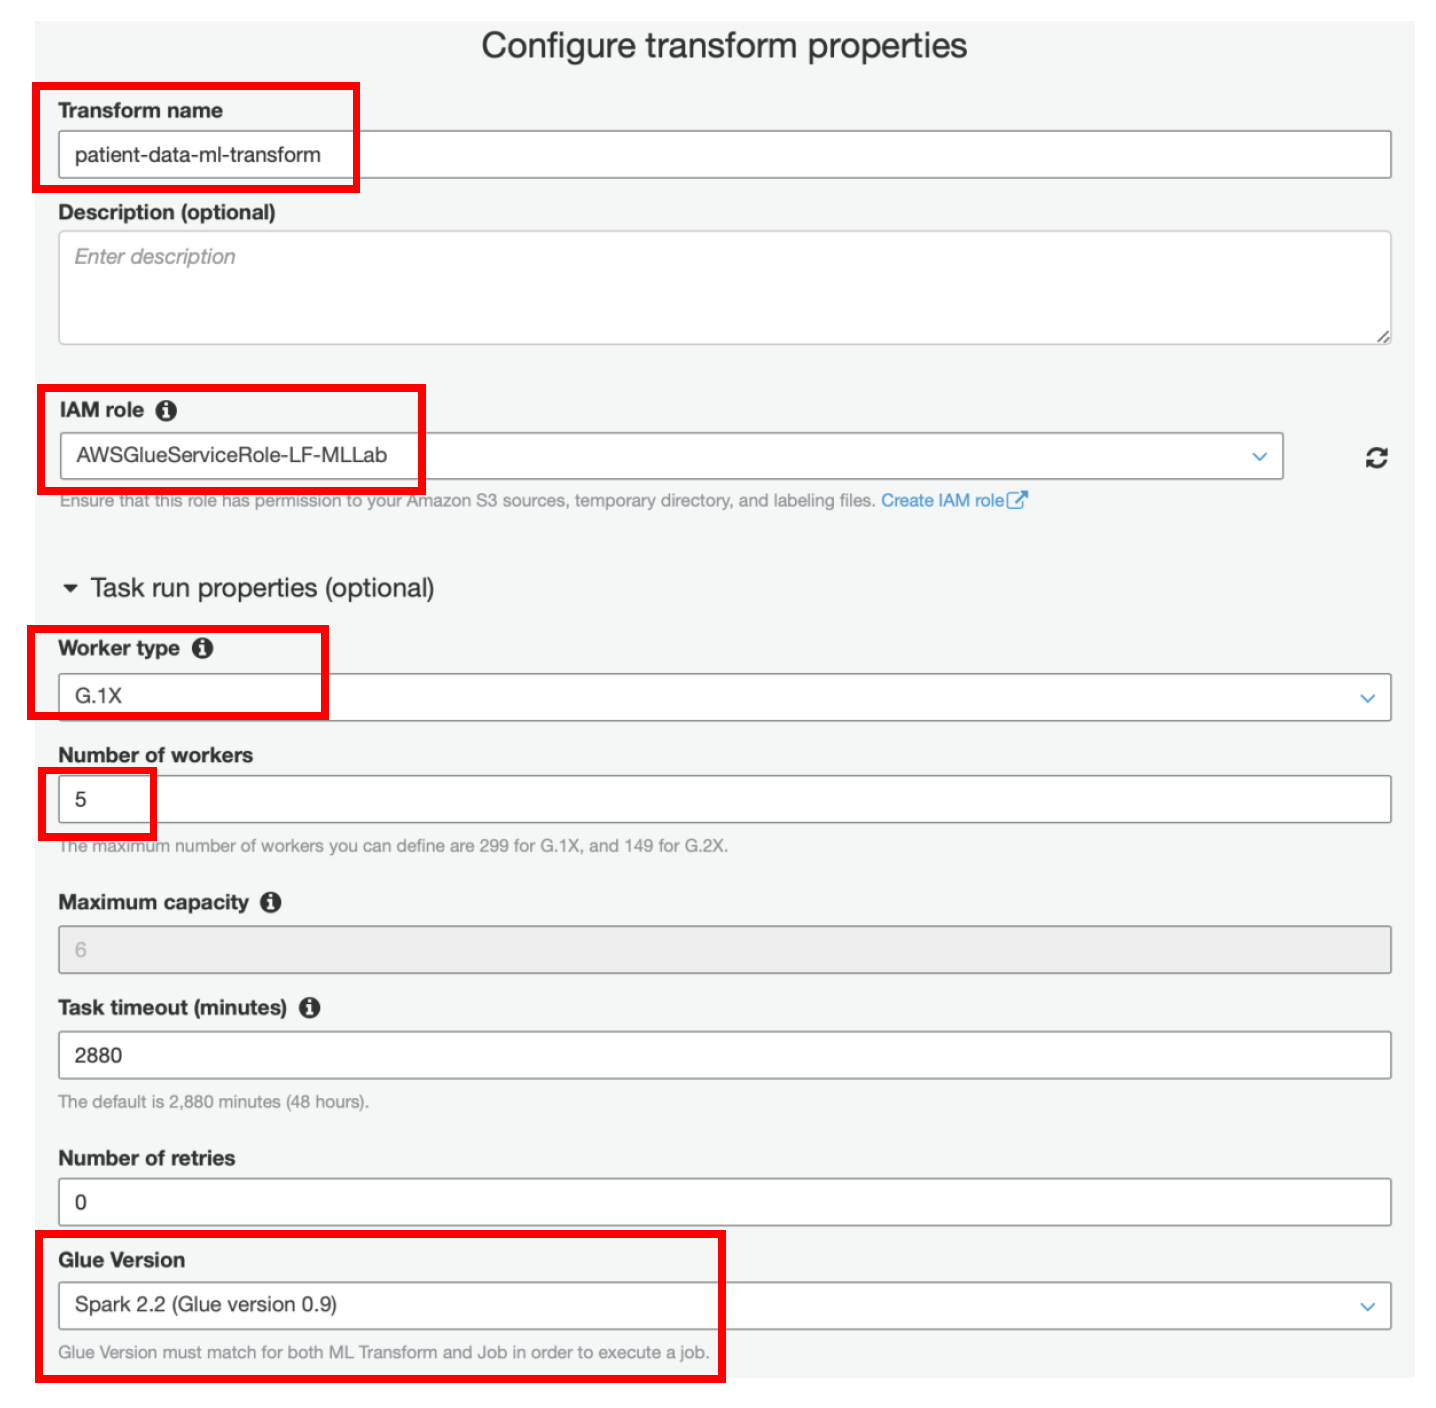 Configure transform properties
Transform name
patient-data-ml-transform
Description (optional)
Enter description
IAM role
AWSGlueServiceRole-LF-MLLab
Ensure that this role has permission to your Amazon S3 sources, temporary directory, and labeling files. Create IAM role
Task run properties (optional)
Worker type
G.1X
Number of workers
5
The maximum number of workers you can define are 299 for G.1X, and 149 for G.2X.
Maximum capacity
6
Task timeout (minutes)
2880
The default is 2,880 minutes (48 hours).
Number of retries
0
Glue Version
Spark 2.2 (Glue version 0.9)
Glue Version must match for both ML Transform and Job in order to execute a job.